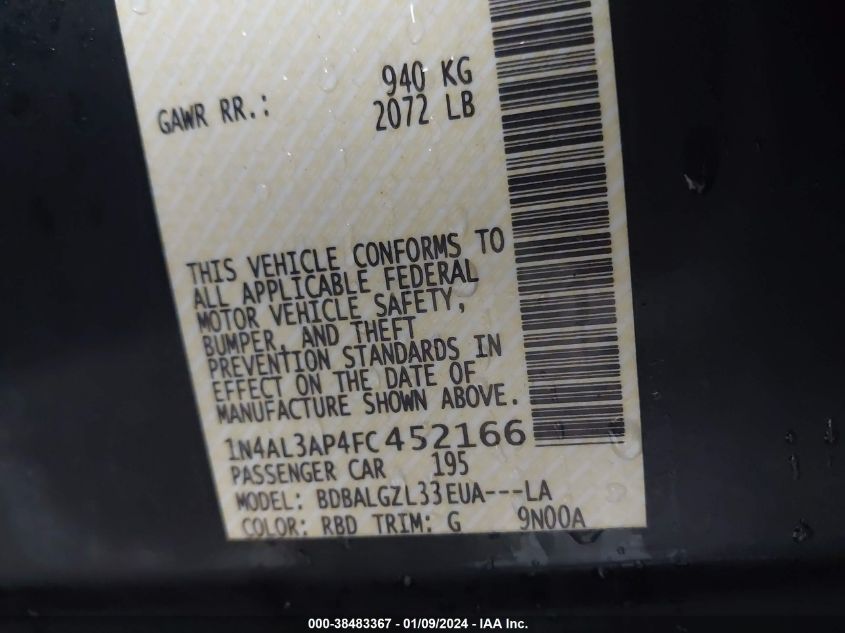 940 KG
GAWR RR.: 2072 LB
THIS VEHICLE CONFORMS TO
ALL APPLICABLE FEDERAL
MOTOR VEHICLE SAFETY,
BUMPER, AND THEFT
PREVENTION STANDARDS IN
EFFECT ON THE DATE OF
MANUFACTURE SHOWN ABOVE.
1N4AL3AP4FC452166
PASSENGER CAR 195
MODEL: BDBALGZL33EUA---LA
COLOR: RBD TRIM: G 9N00A
000-38483367 - 01/09/2024 - IAA Inc.